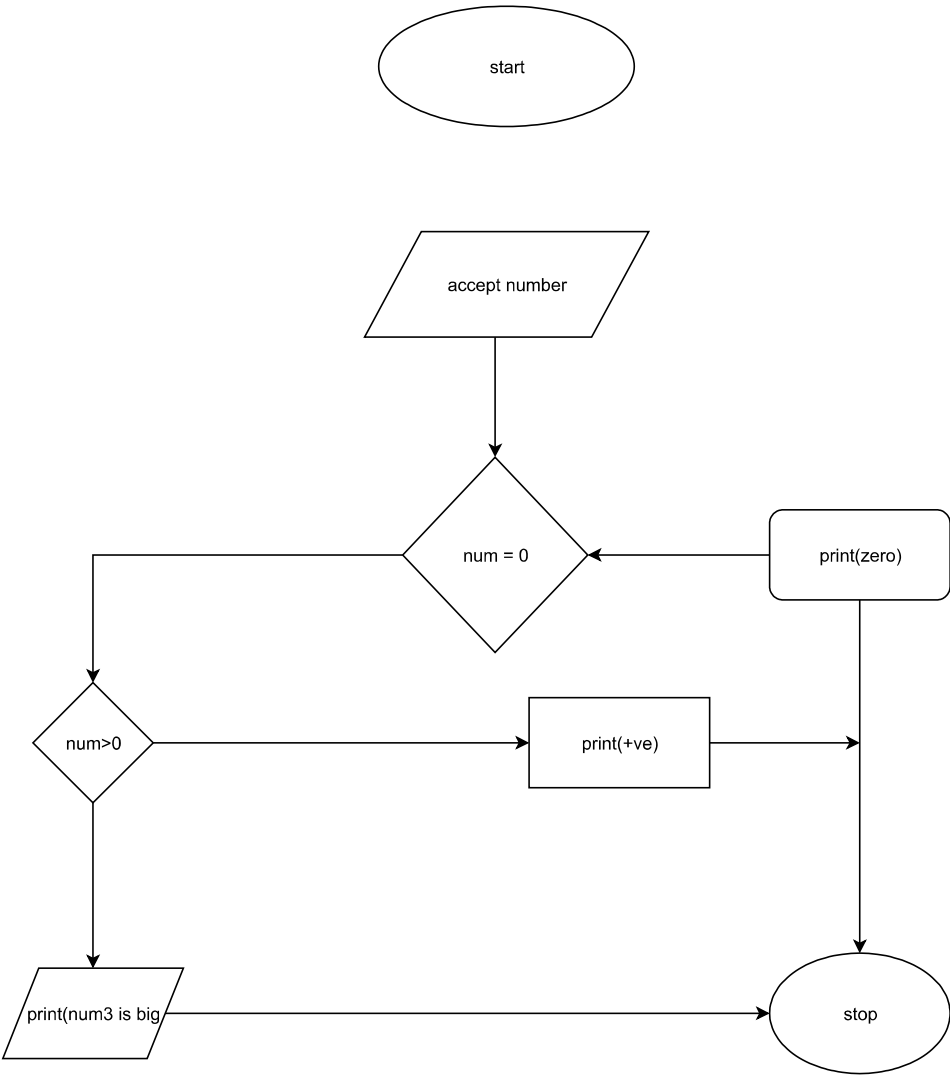 start
accept number
num = 0
print(zero)
num>0
print(+ve)
print(num3 is big
stop